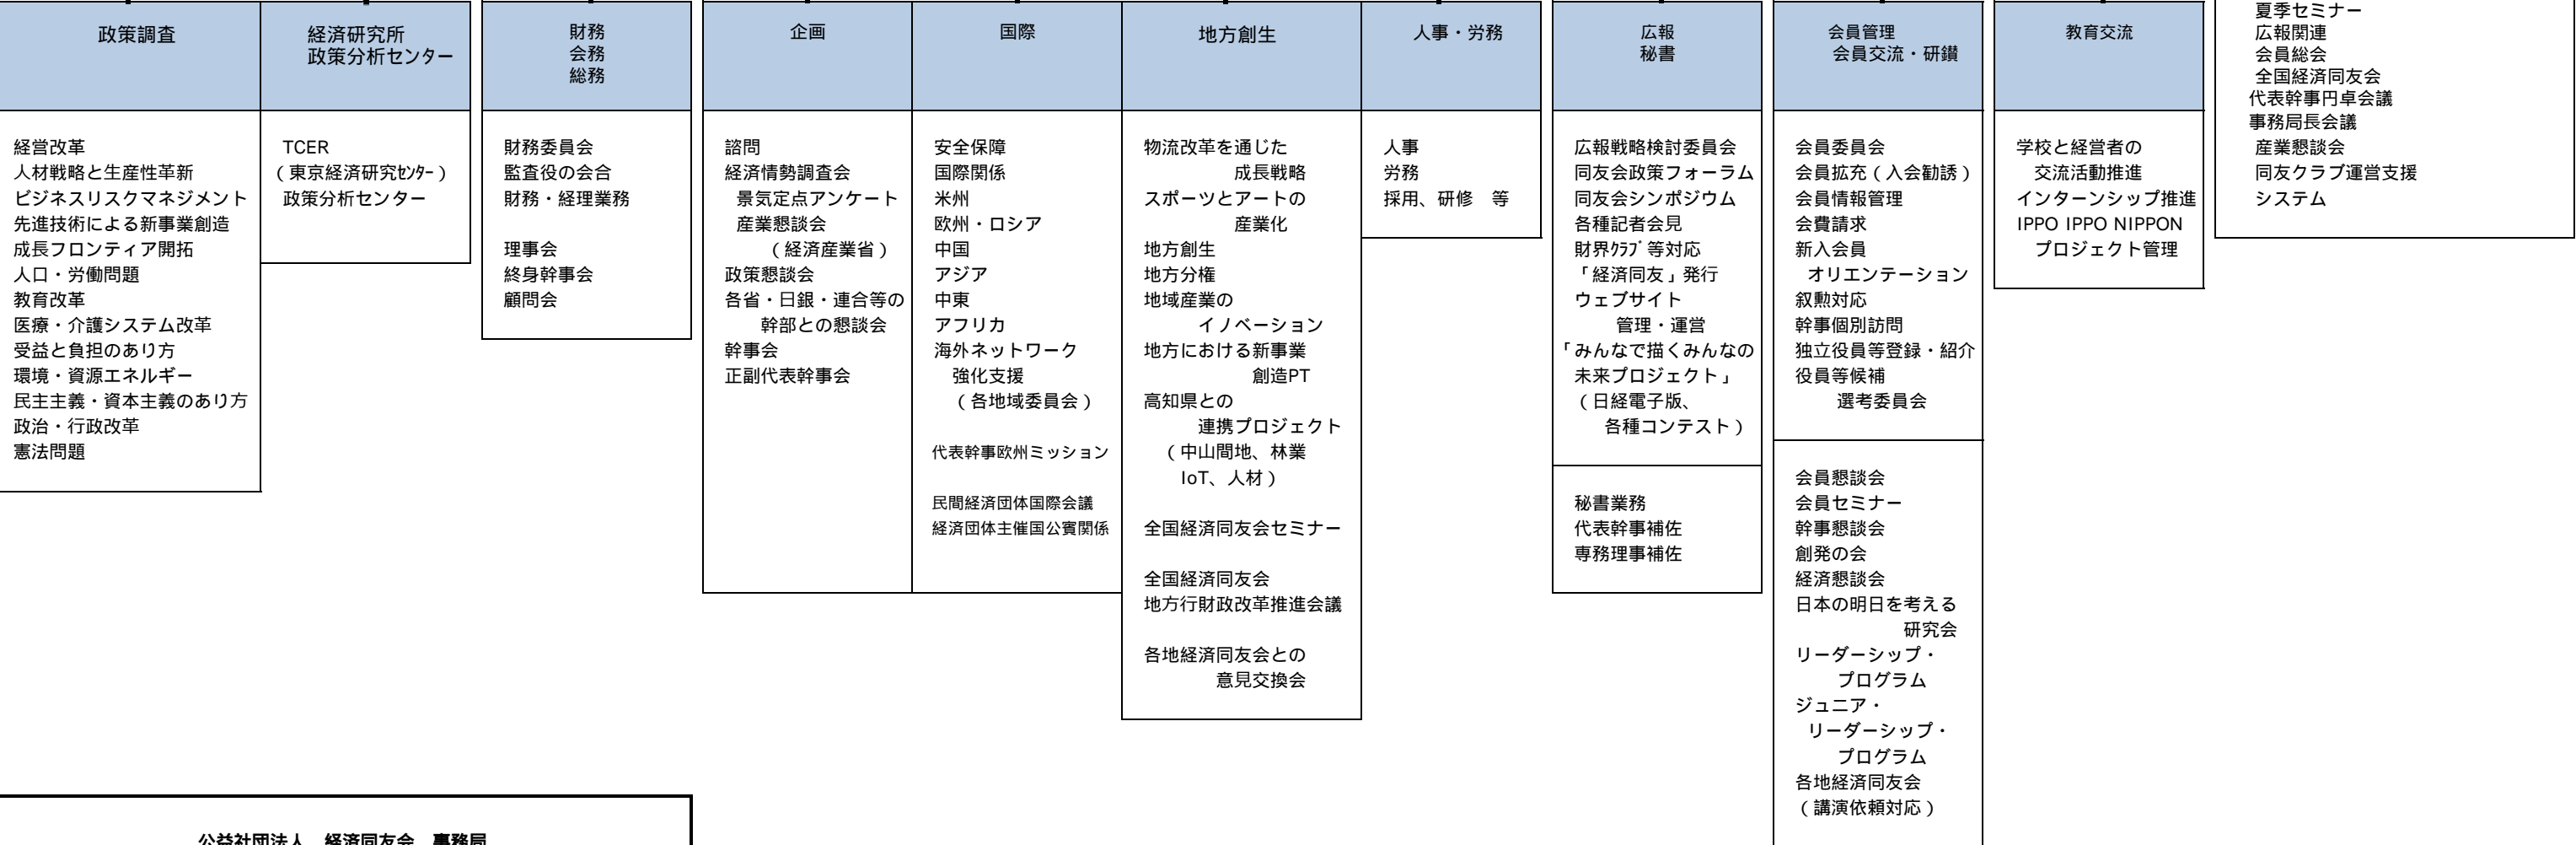 政策調査
経営改革
人材戦略と生産性革新
ビジネスリスクマネジメント
先進技術による新事業創造
成長フロンティア開拓
人口・労働問題
教育改革
医療・介護システム改革
受益と負担のあり方
環境・資源エネルギー
民主主義・資本主義のあり方
政治・行政改革
憲法問題
経済研究所
政策分析センター
TCER
（東京経済研究ｾﾝﾀｰ）
政策分析センター
財務
会務
総務
財務委員会
監査役の会合
財務・経理業務
理事会
終身幹事会
顧問会
企画
諮問
経済情勢調査会
景気定点アンケート
産業懇談会
（経済産業省）
政策懇談会
各省・日銀・連合等の
幹部との懇談会
幹事会
正副代表幹事会
国際
安全保障
国際関係
米州
欧州・ロシア
中国
アジア
中東
アフリカ
海外ネットワーク
強化支援
（各地域委員会）
代表幹事欧州ミッション
民間経済団体国際会議
経済団体主催国公賓関係
地方創生
物流改革を通じた
成長戦略
スポーツとアートの
産業化
地方創生
地方分権
地域産業の
イノベーション
地方における新事業
創造PT
高知県との
連携プロジェクト
（中山間地、林業
IoT、人材）
全国経済同友会セミナー
全国経済同友会
地方行財政改革推進会議
各地経済同友会との
意見交換会
人事・労務
人事
労務
採用、研修　等
広報
秘書
広報戦略検討委員会
同友会政策フォーラム
同友会シンポジウム
各種記者会見
財界ｸﾗﾌﾞ等対応
「経済同友」発行
ウェブサイト
管理・運営
「みんなで描くみんなの
未来プロジェクト」
（日経電子版、
各種コンテスト）
秘書業務
代表幹事補佐
専務理事補佐
会員管理
会員交流・研鑚
会員委員会
会員拡充（入会勧誘）
会員情報管理
会費請求
新入会員
オリエンテーション
叙勲対応
幹事個別訪問
独立役員等登録・紹介
役員等候補
選考委員会
会員懇談会
会員セミナー
幹事懇談会
創発の会
経済懇談会
日本の明日を考える
研究会
リーダーシップ・
プログラム
ジュニア・
リーダーシップ・
プログラム
各地経済同友会
（講演依頼対応）
教育交流
学校と経営者の
交流活動推進
インターンシップ推進
IPPO IPPO NIPPON
プロジェクト管理
夏季セミナー
広報関連
会員総会
全国経済同友会
代表幹事円卓会議
事務局長会議
産業懇談会
同友クラブ運営支援
システム
公益社団法人　経済同友会　事務局